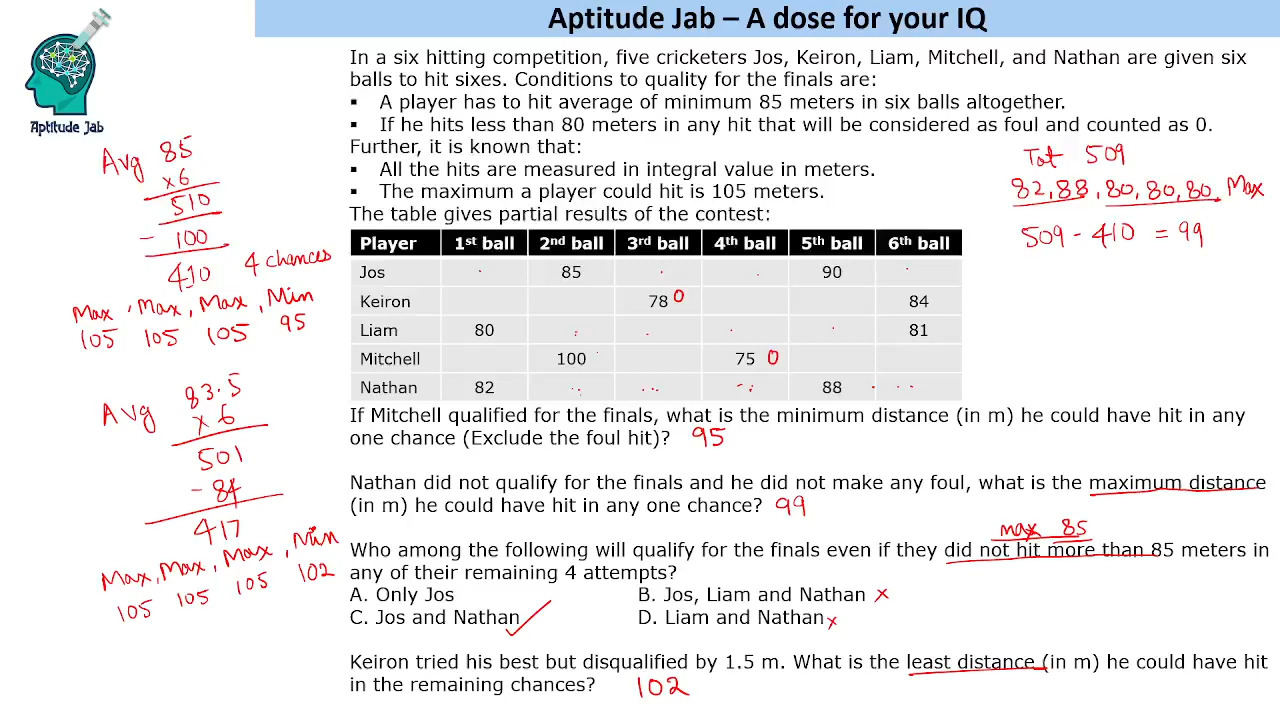 Aptitude Jab – A dose for your IQ
Aptitude Jab
In a six hitting competition, five cricketers Jos, Keiron, Liam, Mitchell, and Nathan are given six
balls to hit sixes. Conditions to quality for the finals are:
▪ A player has to hit average of minimum 85 meters in six balls altogether.
▪ If he hits less than 80 meters in any hit that will be considered as foul and counted as 0.
Further, it is known that:
▪ All the hits are measured in integral value in meters.
▪ The maximum a player could hit is 105 meters.
The table gives partial results of the contest:
Player 1st ball 2nd ball 3rd ball 4th ball 5th ball 6th ball
Jos 85 90
Keiron 78 0 84
Liam 80 81
Mitchell 100 75 0
Nathan 82 88
If Mitchell qualified for the finals, what is the minimum distance (in m) he could have hit in any
one chance (Exclude the foul hit)? 95
Nathan did not qualify for the finals and he did not make any foul, what is the maximum distance
(in m) he could have hit in any one chance? 99
max 85
Who among the following will qualify for the finals even if they did not hit more than 85 meters in
any of their remaining 4 attempts?
A. Only Jos B. Jos, Liam and Nathan x
C. Jos and Nathan ✓ D. Liam and Nathan x
Keiron tried his best but disqualified by 1.5 m. What is the least distance (in m) he could have hit
in the remaining chances? 102
Avg 85
x6
510
- 100
410 4 chances
Max, Max, Max, Min
105 105 105 95
Avg 83.5
x 6
501
- 84
417
Max, Max, Max, Min
105 105 105 102
Tot 509
82, 88, 80, 80, 80, Max
509 - 410 = 99